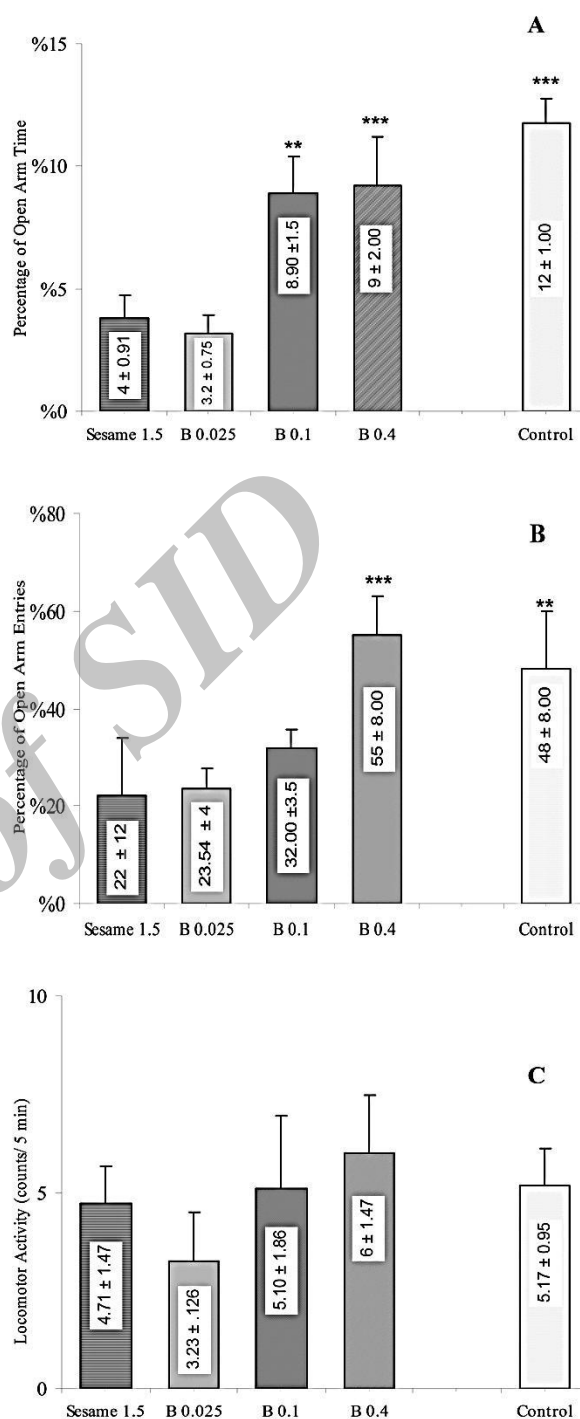 A
%15
%10
%5
%0
Percentage of Open Arm Time
4 ± 0.91
3.2 ± 0.75
**
8.90 ±1.5
***
9 ± 2.00
***
12 ± 1.00
Sesame 1.5 B 0.025 B 0.1 B 0.4 Control
B
%80
%60
%40
%20
%0
Percentage of Open Arm Entries
22 ± 12
23.54 ± 4
32.00 ±3.5
***
55 ± 8.00
**
48 ± 8.00
Sesame 1.5 B 0.025 B 0.1 B 0.4 Control
C
10
5
0
Locomotor Activity (counts/ 5 min)
4.71 ± 1.47
3.23 ± .126
5.10 ± 1.86
6 ± 1.47
5.17 ± 0.95
Sesame 1.5 B 0.025 B 0.1 B 0.4 Control
of SID